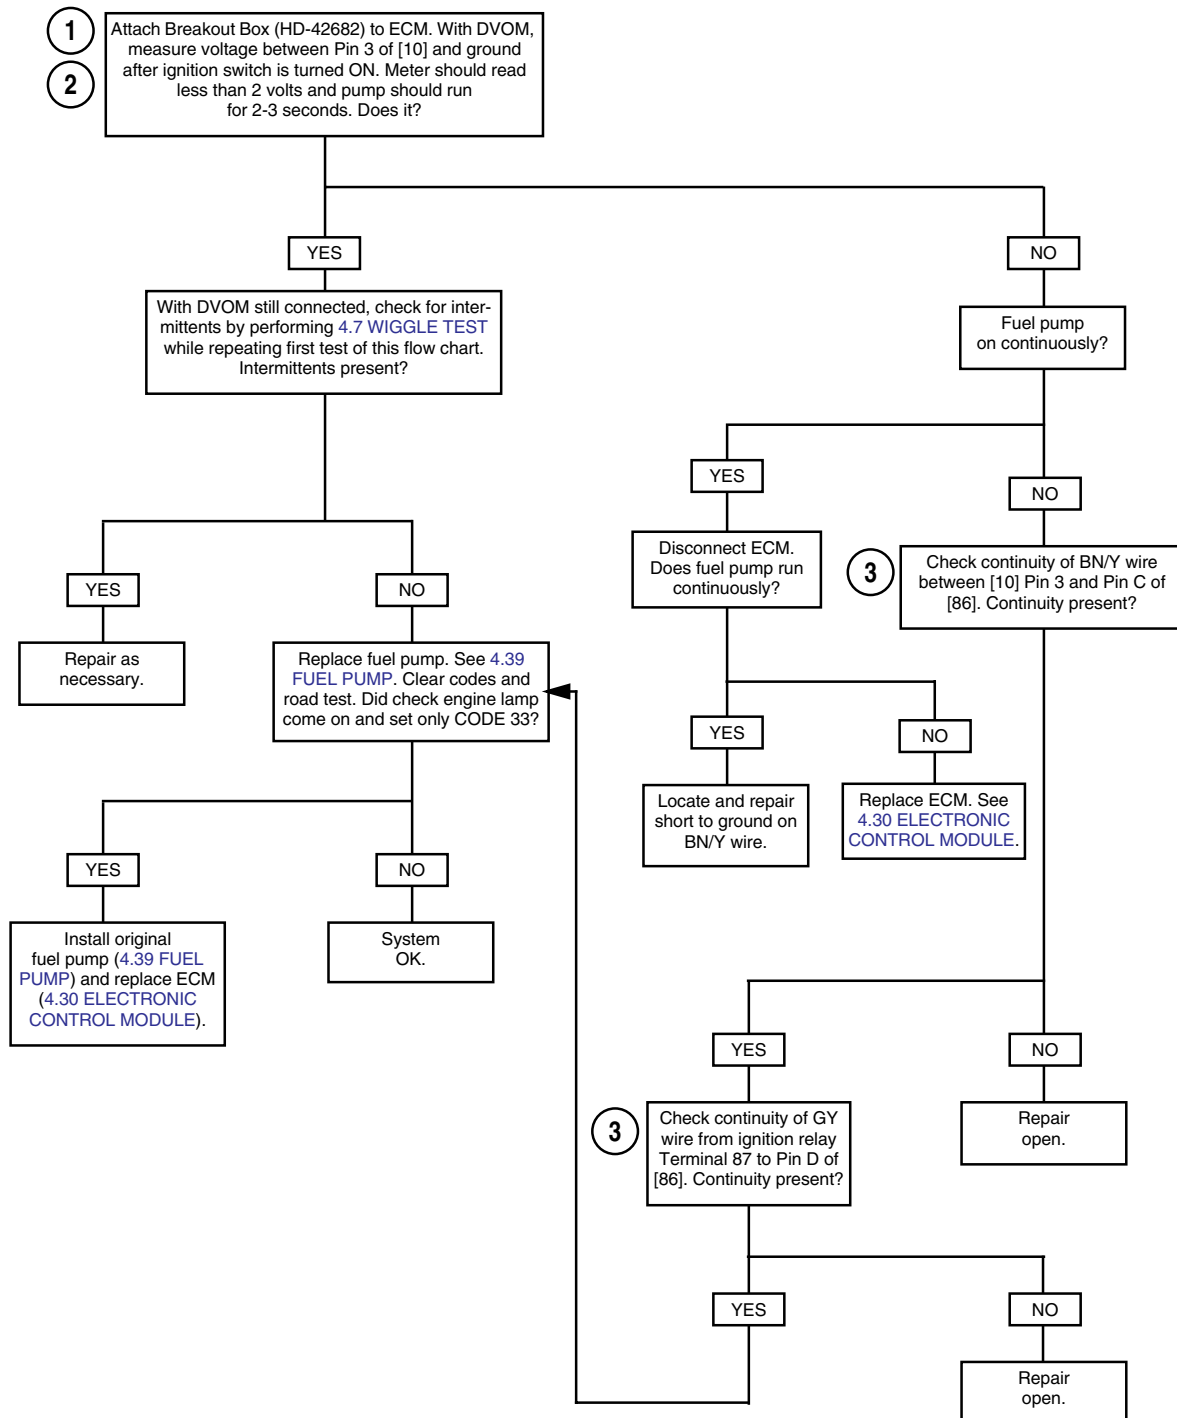 1
2
Attach Breakout Box (HD-42682) to ECM. With DVOM,
measure voltage between Pin 3 of [10] and ground
after ignition switch is turned ON. Meter should read
less than 2 volts and pump should run
for 2-3 seconds. Does it?
YES
NO
With DVOM still connected, check for inter-
mittents by performing 4.7 WIGGLE TEST
while repeating first test of this flow chart.
Intermittents present?
Fuel pump
on continuously?
YES
NO
YES
NO
Repair as
necessary.
Replace fuel pump. See 4.39
FUEL PUMP. Clear codes and
road test. Did check engine lamp
come on and set only CODE 33?
Disconnect ECM.
Does fuel pump run
continuously?
3
Check continuity of BN/Y wire
between [10] Pin 3 and Pin C of
[86]. Continuity present?
YES
NO
Locate and repair
short to ground on
BN/Y wire.
Replace ECM. See
4.30 ELECTRONIC
CONTROL MODULE.
YES
NO
Install original
fuel pump (4.39 FUEL
PUMP) and replace ECM
(4.30 ELECTRONIC
CONTROL MODULE).
System
OK.
YES
NO
3
Check continuity of GY
wire from ignition relay
Terminal 87 to Pin D of
[86]. Continuity present?
Repair
open.
YES
NO
Repair
open.